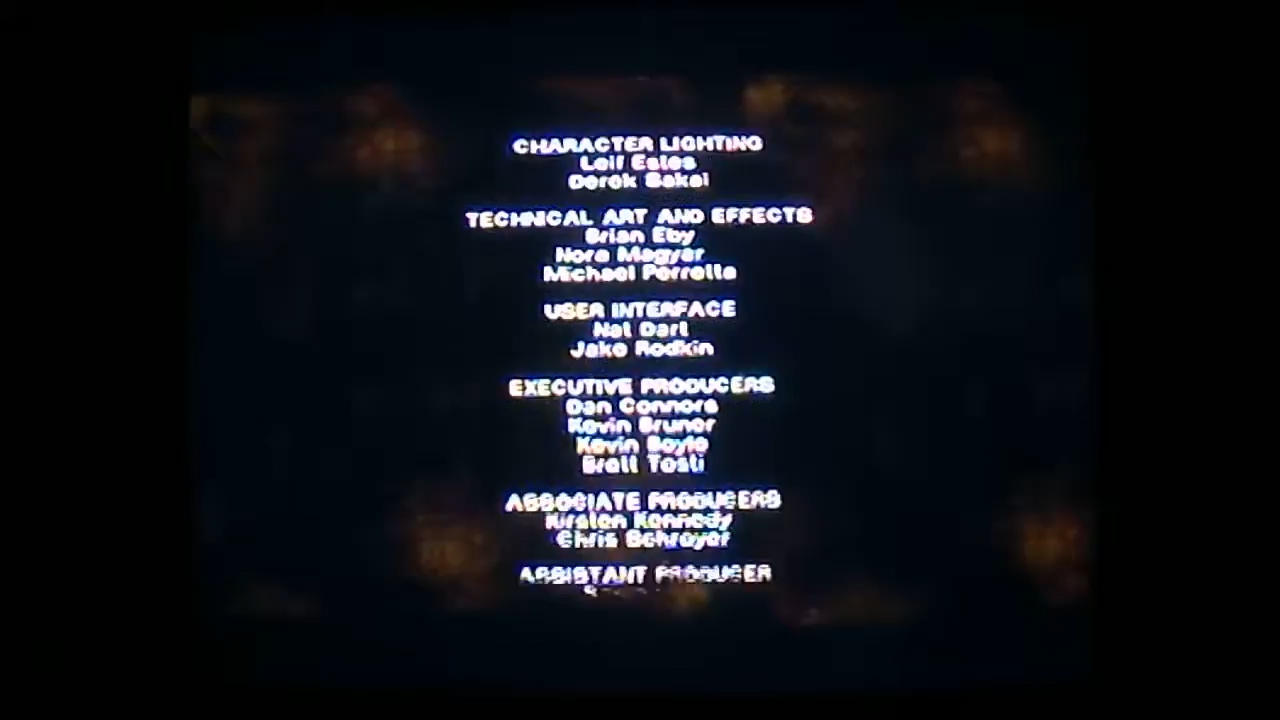 CHARACTER LIGHTING
Leif Estes
Derek Sakai
TECHNICAL ART AND EFFECTS
Brian Eby
Nora Magyar
Michael Perretta
USER INTERFACE
Nat Dart
Jake Rodkin
EXECUTIVE PRODUCERS
Dan Connors
Kevin Bruner
Kevin Boyle
Brett Tosti
ASSOCIATE PRODUCERS
Kirsten Kennedy
Chris Schroyer
ASSISTANT PRODUCER